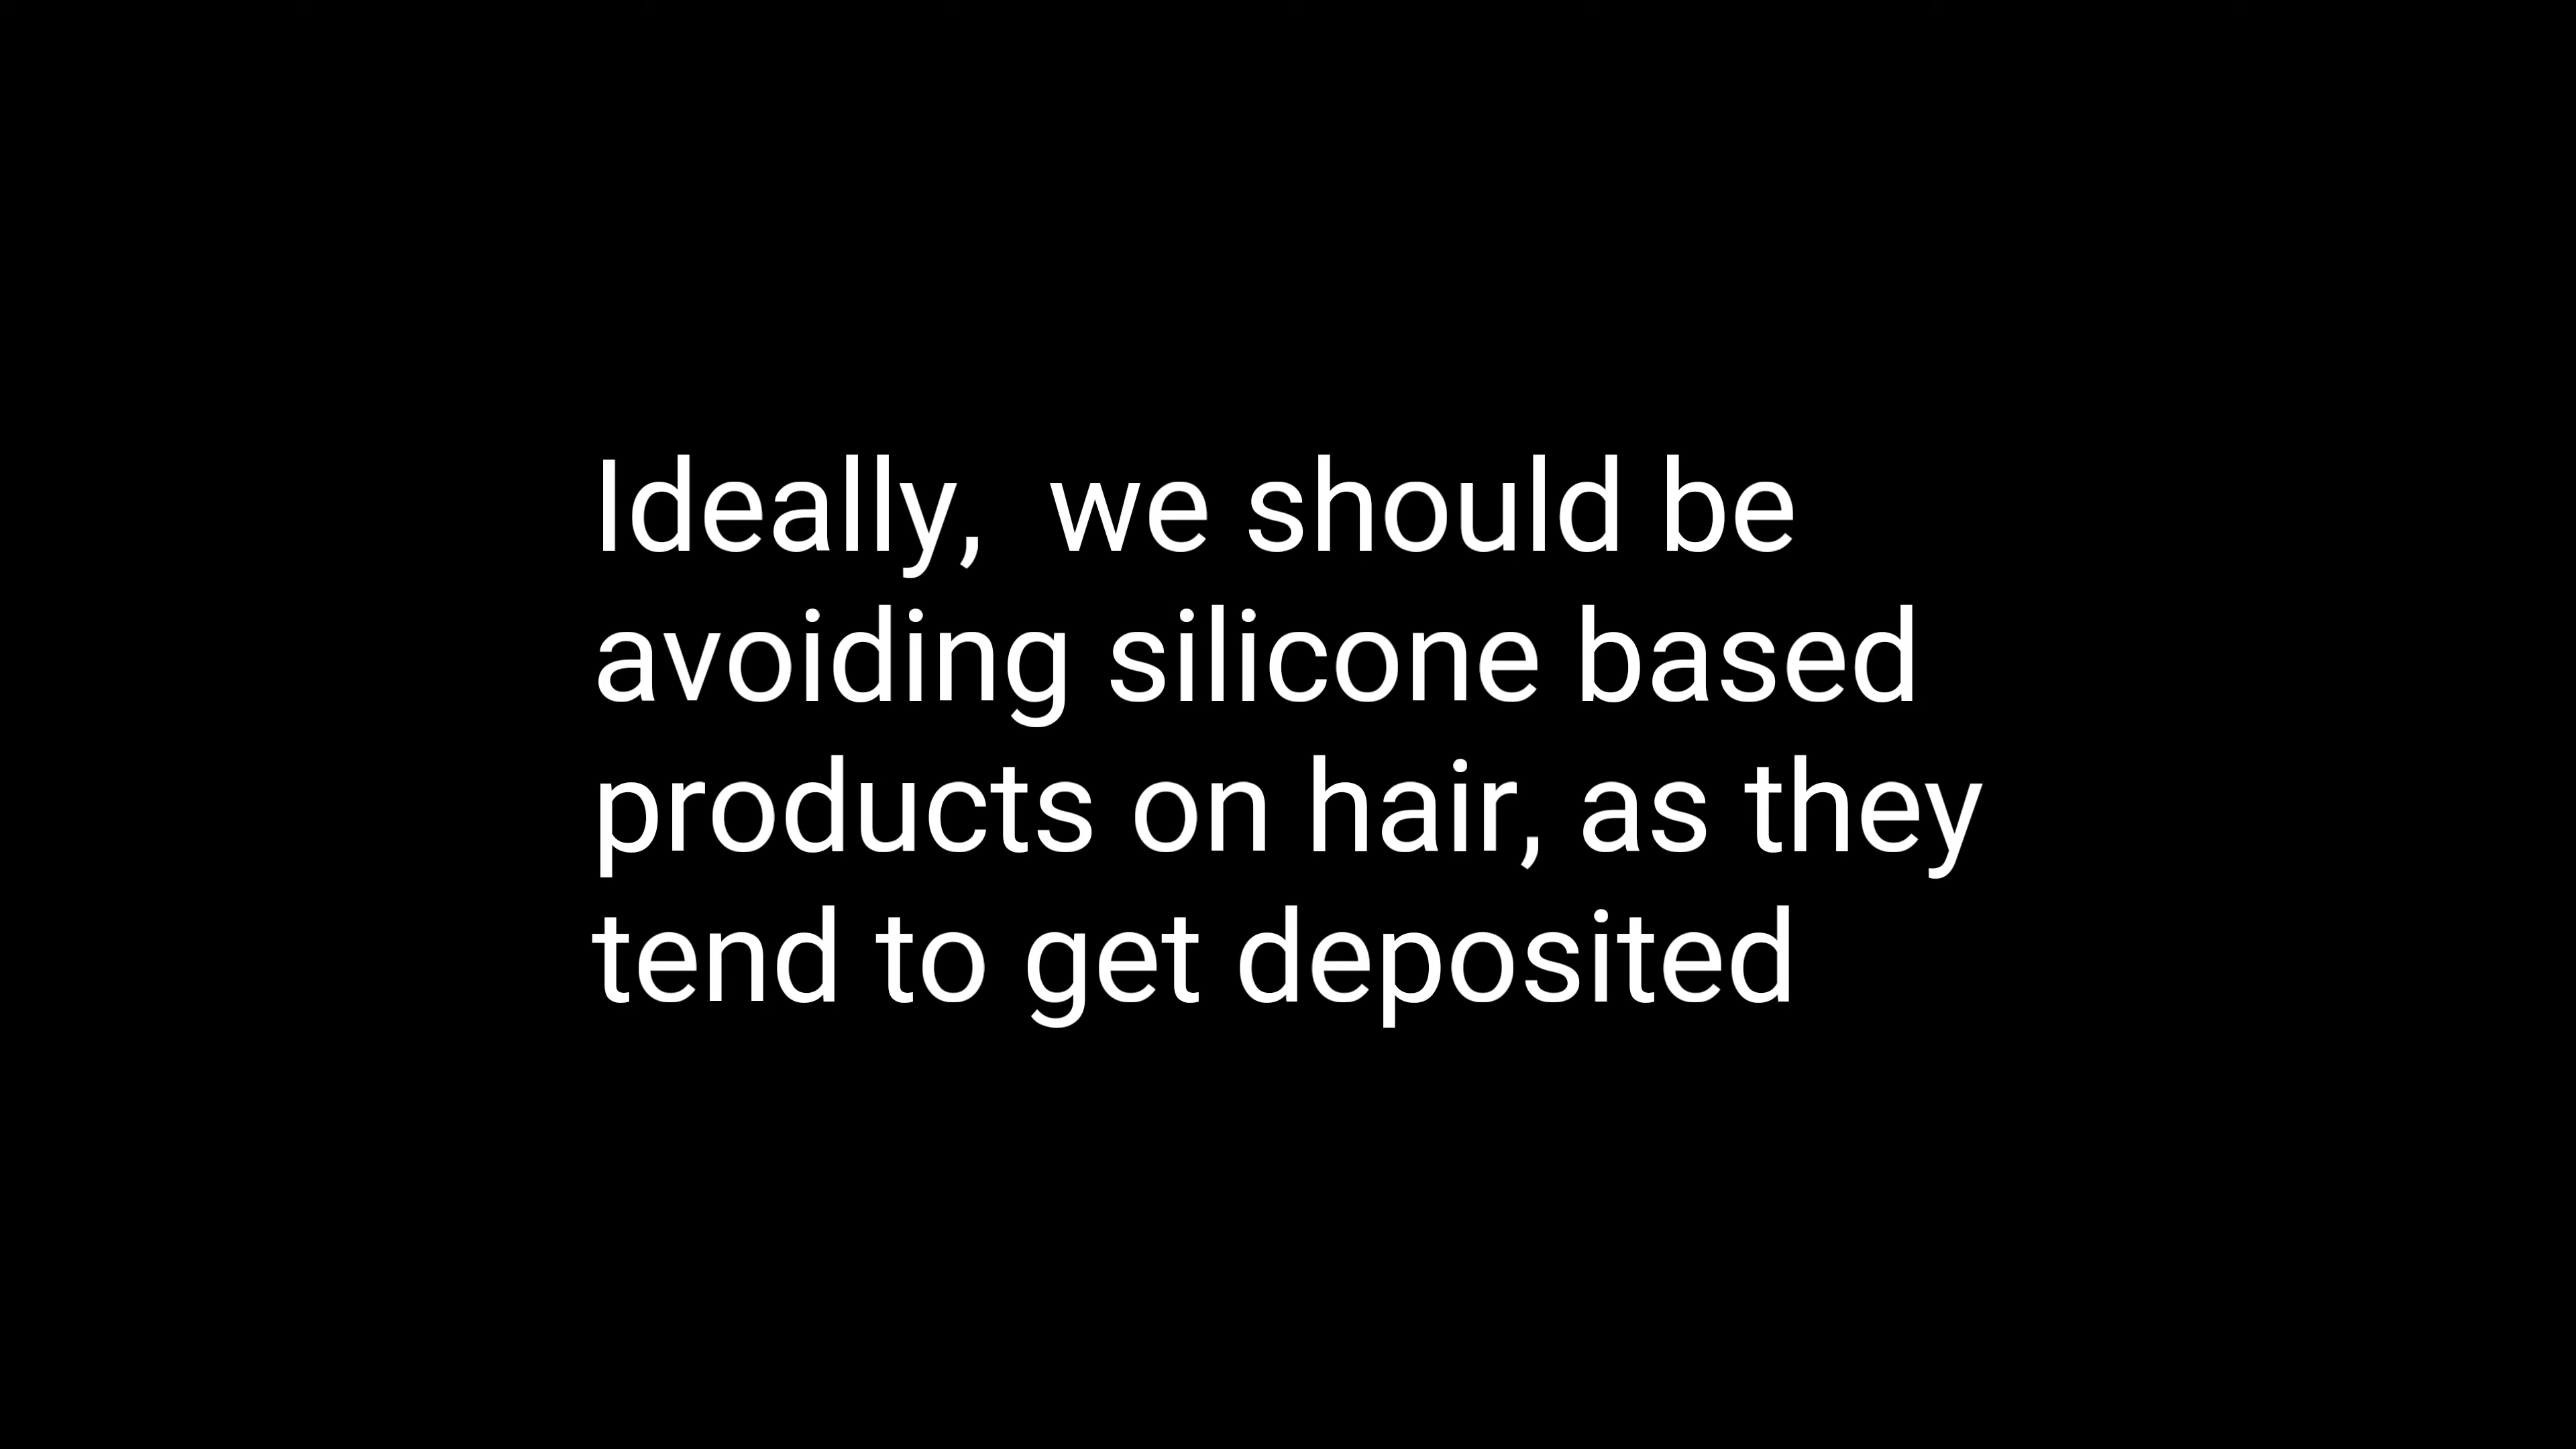 Ideally,  we should be
avoiding silicone based
products on hair, as they
tend to get deposited